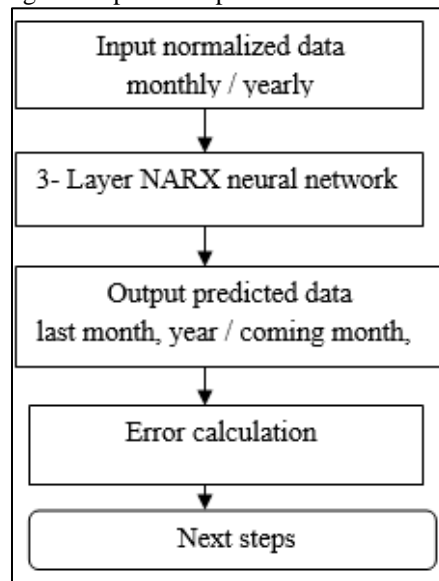 Input normalized data
monthly / yearly
3- Layer NARX neural network
Output predicted data
last month, year / coming month,
Error calculation
Next steps